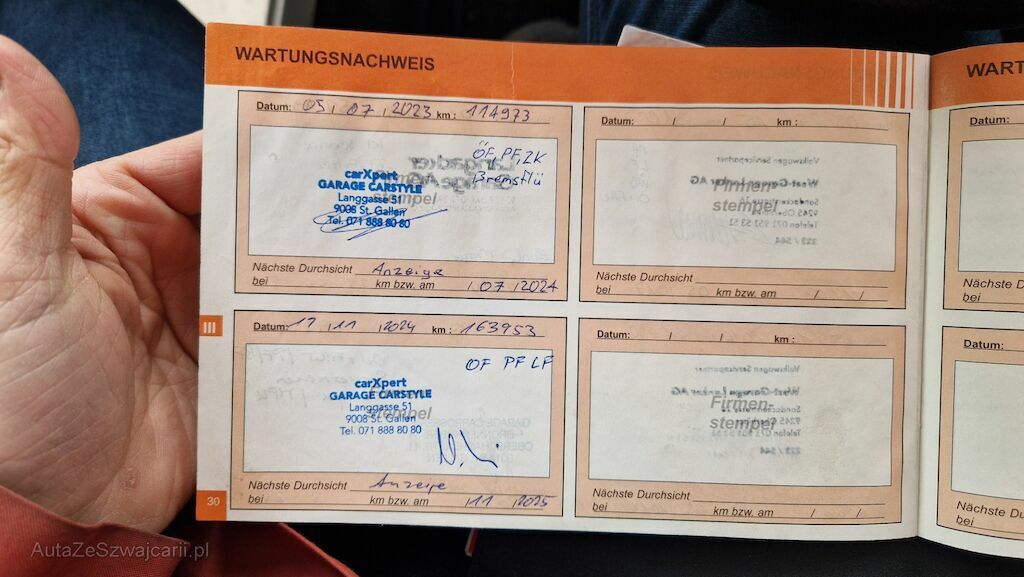 WARTUNGSNACHWEIS
Datum: 05 / 07 / 2023 km : 114973
ÖF, PF, ZK
Bremsflü
carXpert
GARAGE CARSTYLE
Langgasse 51
9008 St. Gallen
Tel. 071 888 80 80
Nächste Durchsicht Anzeige
bei km bzw. am / 07 / 2024
Datum: / / km :
Firmen-
stempel
Nächste Durchsicht
bei km bzw. am / /
III
Datum: / 11 / 2024 km : 163953
ÖF PF LF
carXpert
GARAGE CARSTYLE
Langgasse 51
9008 St. Gallen
Tel. 071 888 80 80
stempel
Nächste Durchsicht Anzeige
bei km bzw. am / 11 / 2025
30
Datum: / / km :
Firmen-
stempel
Nächste Durchsicht
bei km bzw. am / /
WART
Datum:
Nächste D
bei
Datum:
Nächste Du
bei
AutaZeSzwajcarii.pl